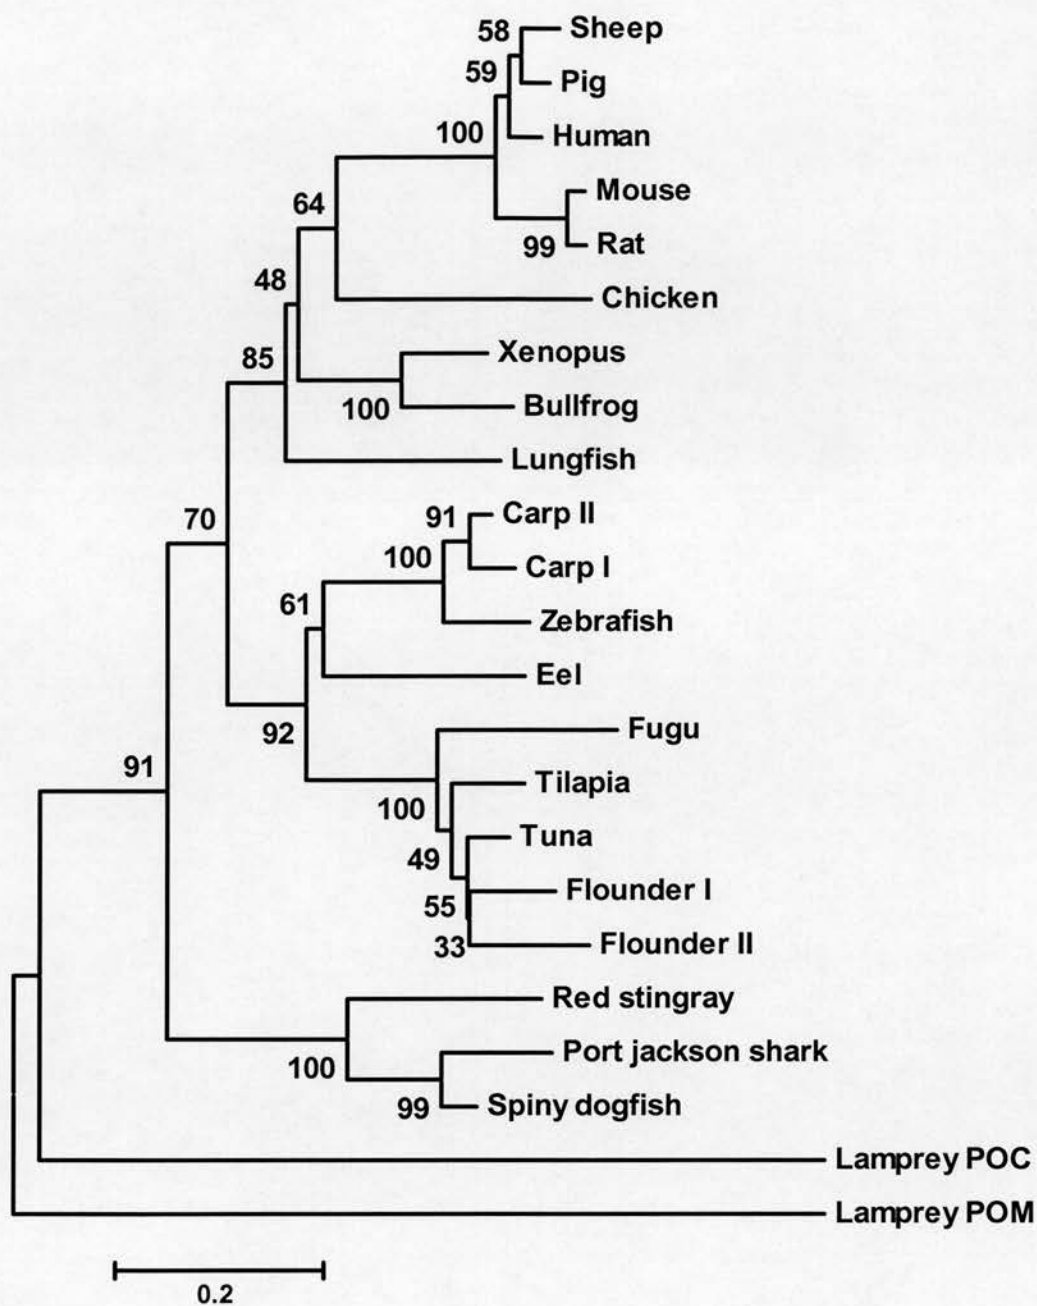 58 Sheep
59
Pig
100 Human
Mouse
64
99 Rat
48
Chicken
85 Xenopus
100 Bullfrog
Lungfish
70 91 Carp II
100 Carp I
61 Zebrafish
Eel
92 Fugu
91 Tilapia
100
Tuna
49
Flounder I
55
33 Flounder II
Red stingray
100 Port jackson shark
99 Spiny dogfish
Lamprey POC
Lamprey POM
0.2